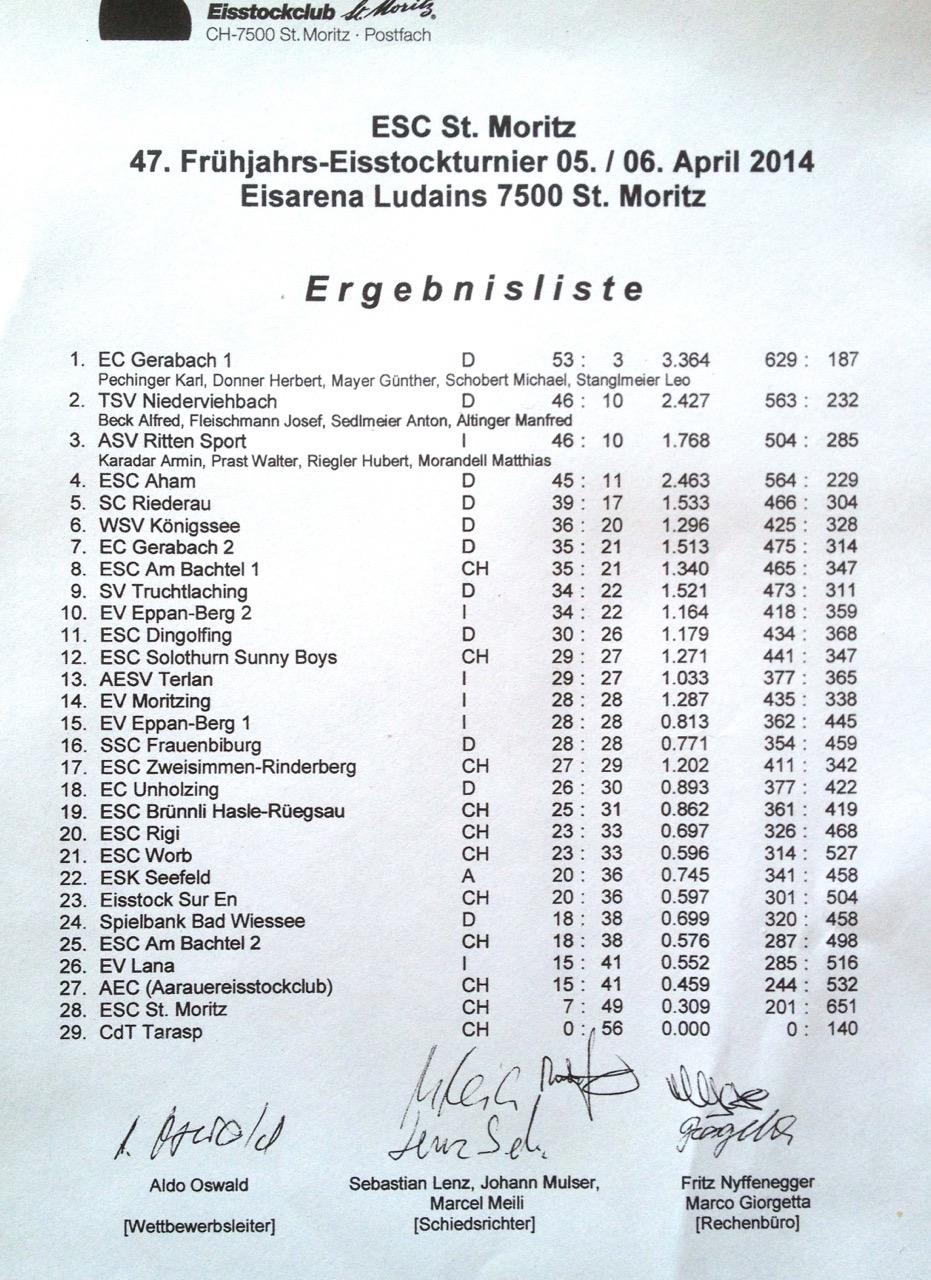 Eisstockclub St. Moritz.
CH-7500 St. Moritz · Postfach
ESC St. Moritz
47. Frühjahrs-Eisstockturnier 05. / 06. April 2014
Eisarena Ludains 7500 St. Moritz
Ergebnisliste
1. EC Gerabach 1 D 53 : 3 3.364 629 : 187
Pechinger Karl, Donner Herbert, Mayer Günther, Schobert Michael, Stanglmeier Leo
2. TSV Niederviehbach D 46 : 10 2.427 563 : 232
Beck Alfred, Fleischmann Josef, Sedlmeier Anton, Altinger Manfred
3. ASV Ritten Sport I 46 : 10 1.768 504 : 285
Karadar Armin, Prast Walter, Riegler Hubert, Morandell Matthias
4. ESC Aham D 45 : 11 2.463 564 : 229
5. SC Riederau D 39 : 17 1.533 466 : 304
6. WSV Königssee D 36 : 20 1.296 425 : 328
7. EC Gerabach 2 D 35 : 21 1.513 475 : 314
8. ESC Am Bachtel 1 CH 35 : 21 1.340 465 : 347
9. SV Truchtlaching D 34 : 22 1.521 473 : 311
10. EV Eppan-Berg 2 I 34 : 22 1.164 418 : 359
11. ESC Dingolfing D 30 : 26 1.179 434 : 368
12. ESC Solothurn Sunny Boys CH 29 : 27 1.271 441 : 347
13. AESV Terlan I 29 : 27 1.033 377 : 365
14. EV Moritzing I 28 : 28 1.287 435 : 338
15. EV Eppan-Berg 1 I 28 : 28 0.813 362 : 445
16. SSC Frauenbiburg D 28 : 28 0.771 354 : 459
17. ESC Zweisimmen-Rinderberg CH 27 : 29 1.202 411 : 342
18. EC Unholzing D 26 : 30 0.893 377 : 422
19. ESC Brünnli Hasle-Rüegsau CH 25 : 31 0.862 361 : 419
20. ESC Rigi CH 23 : 33 0.697 326 : 468
21. ESC Worb CH 23 : 33 0.596 314 : 527
22. ESK Seefeld A 20 : 36 0.745 341 : 458
23. Eisstock Sur En CH 20 : 36 0.597 301 : 504
24. Spielbank Bad Wiessee D 18 : 38 0.699 320 : 458
25. ESC Am Bachtel 2 CH 18 : 38 0.576 287 : 498
26. EV Lana I 15 : 41 0.552 285 : 516
27. AEC (Aarauereisstockclub) CH 15 : 41 0.459 244 : 532
28. ESC St. Moritz CH 7 : 49 0.309 201 : 651
29. CdT Tarasp CH 0 : 56 0.000 0 : 140
Aldo Oswald Sebastian Lenz, Johann Mulser, Fritz Nyffenegger
Marcel Meili Marco Giorgetta
[Wettbewerbsleiter] [Schiedsrichter] [Rechenbüro]